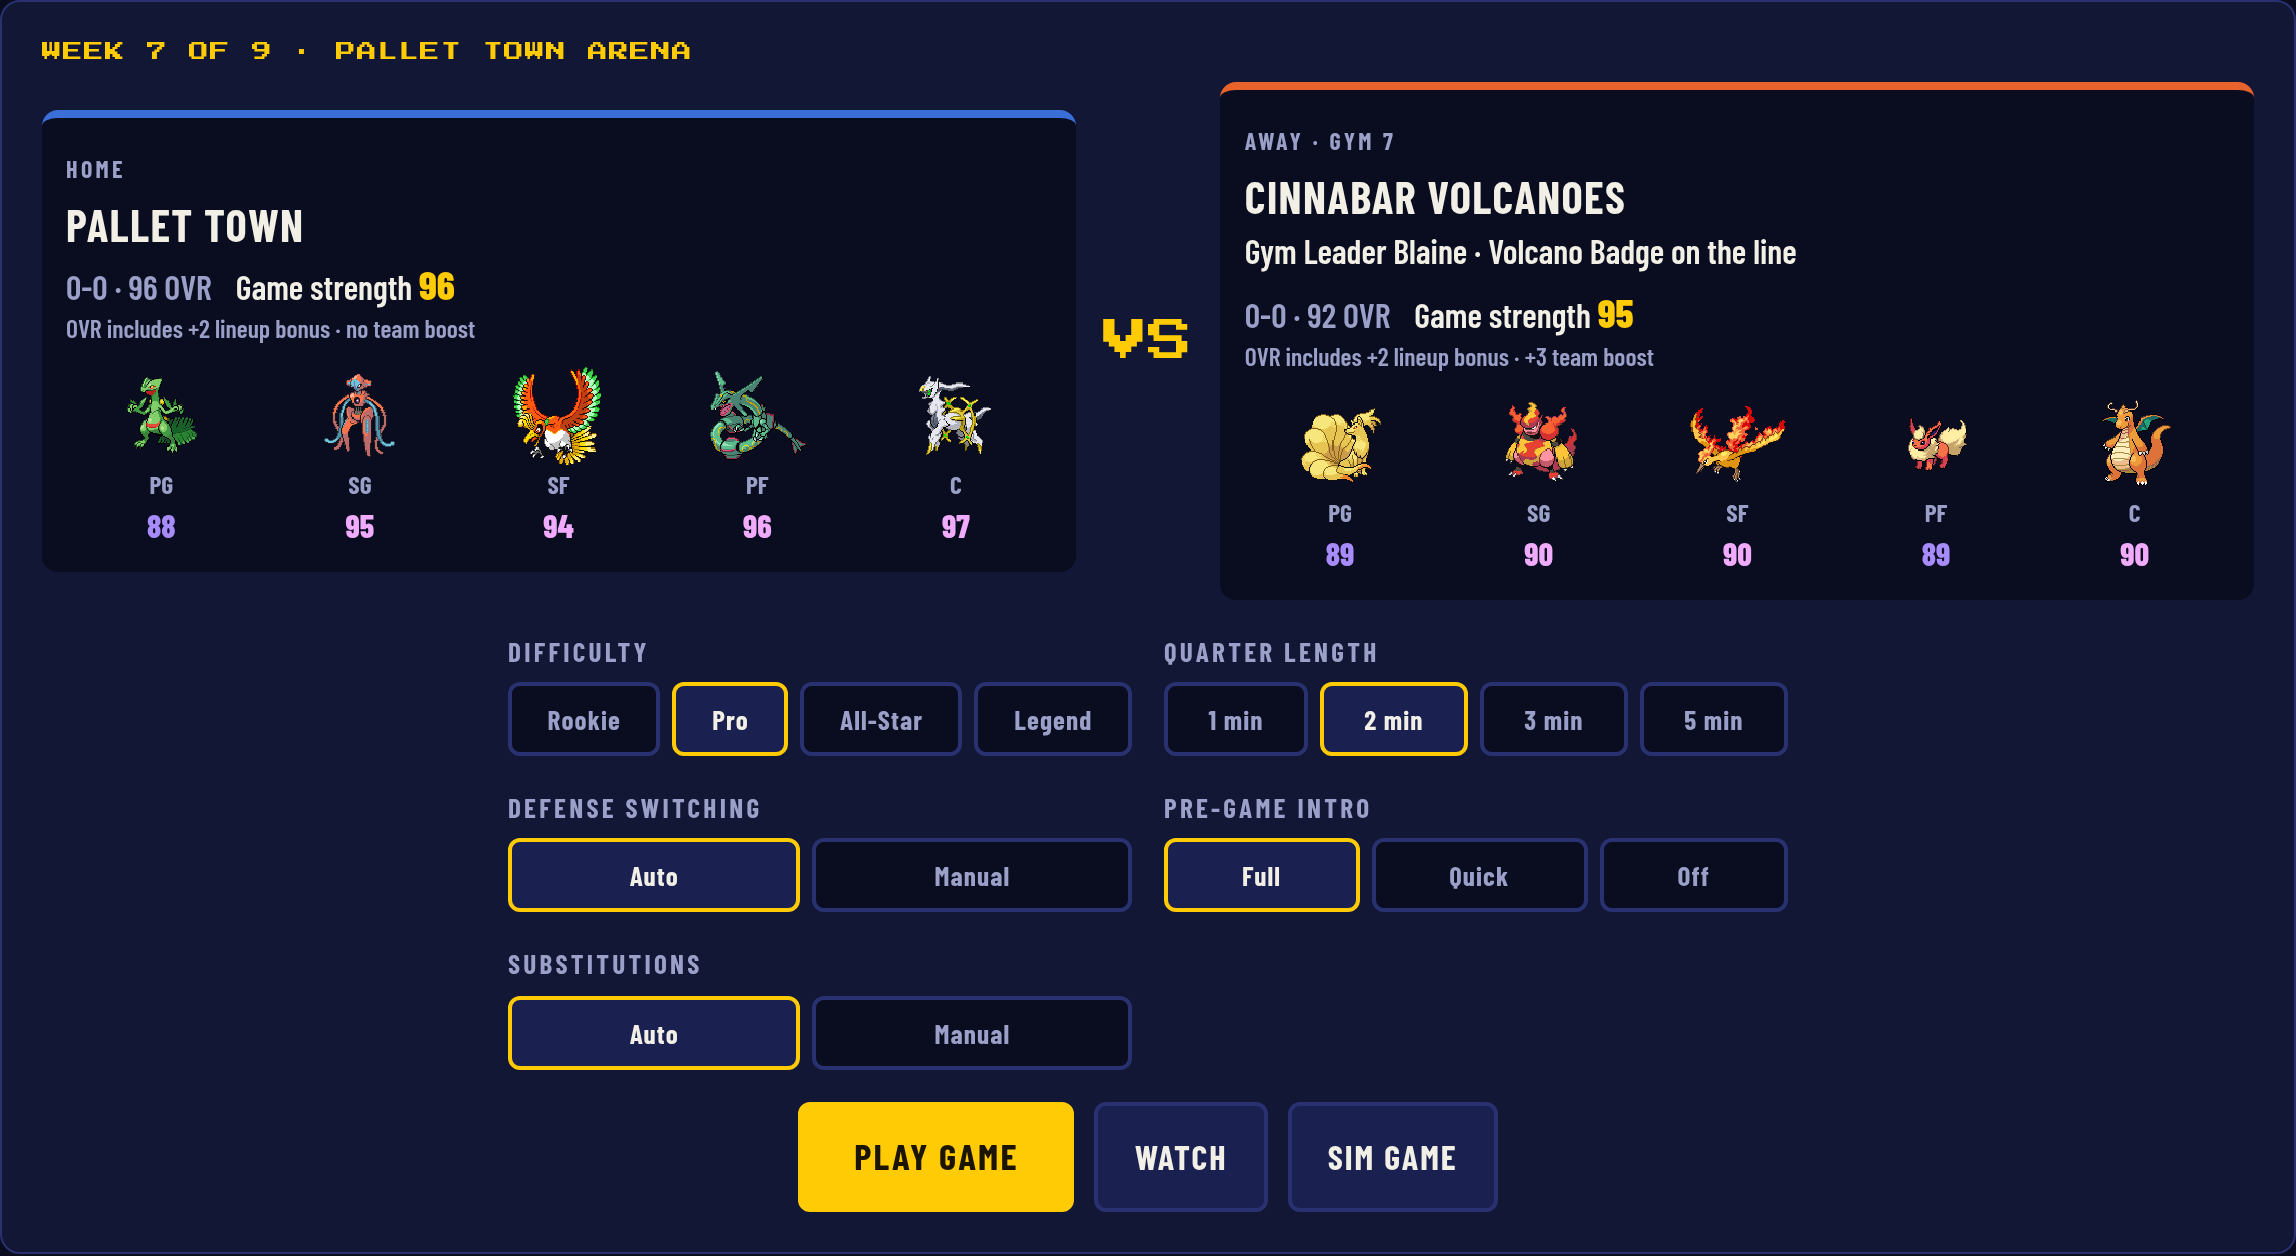 WEEK 7 OF 9 · PALLET TOWN ARENA
HOME
PALLET TOWN
0-0 · 96 OVR Game strength 96
OVR includes +2 lineup bonus · no team boost
PG SG SF PF C
88 95 94 96 97
VS
AWAY · GYM 7
CINNABAR VOLCANOES
Gym Leader Blaine · Volcano Badge on the line
0-0 · 92 OVR Game strength 95
OVR includes +2 lineup bonus · +3 team boost
PG SG SF PF C
89 90 90 89 90
DIFFICULTY
Rookie Pro All-Star Legend
QUARTER LENGTH
1 min 2 min 3 min 5 min
DEFENSE SWITCHING
Auto Manual
PRE-GAME INTRO
Full Quick Off
SUBSTITUTIONS
Auto Manual
PLAY GAME WATCH SIM GAME